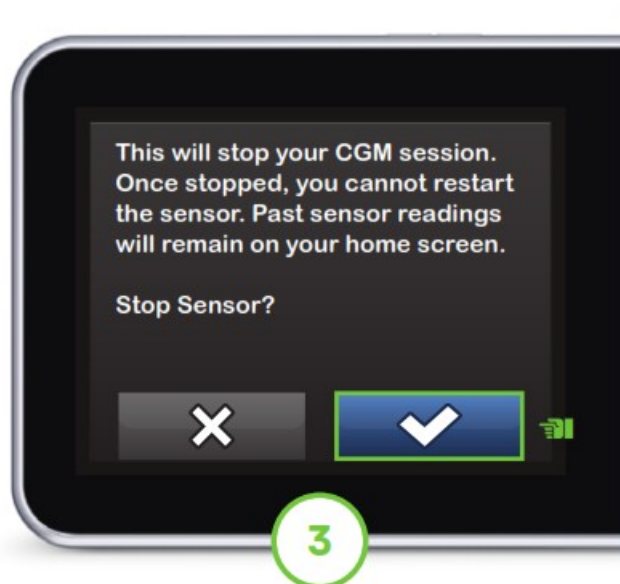 This will stop your CGM session.
Once stopped, you cannot restart
the sensor. Past sensor readings
will remain on your home screen.
Stop Sensor?
3